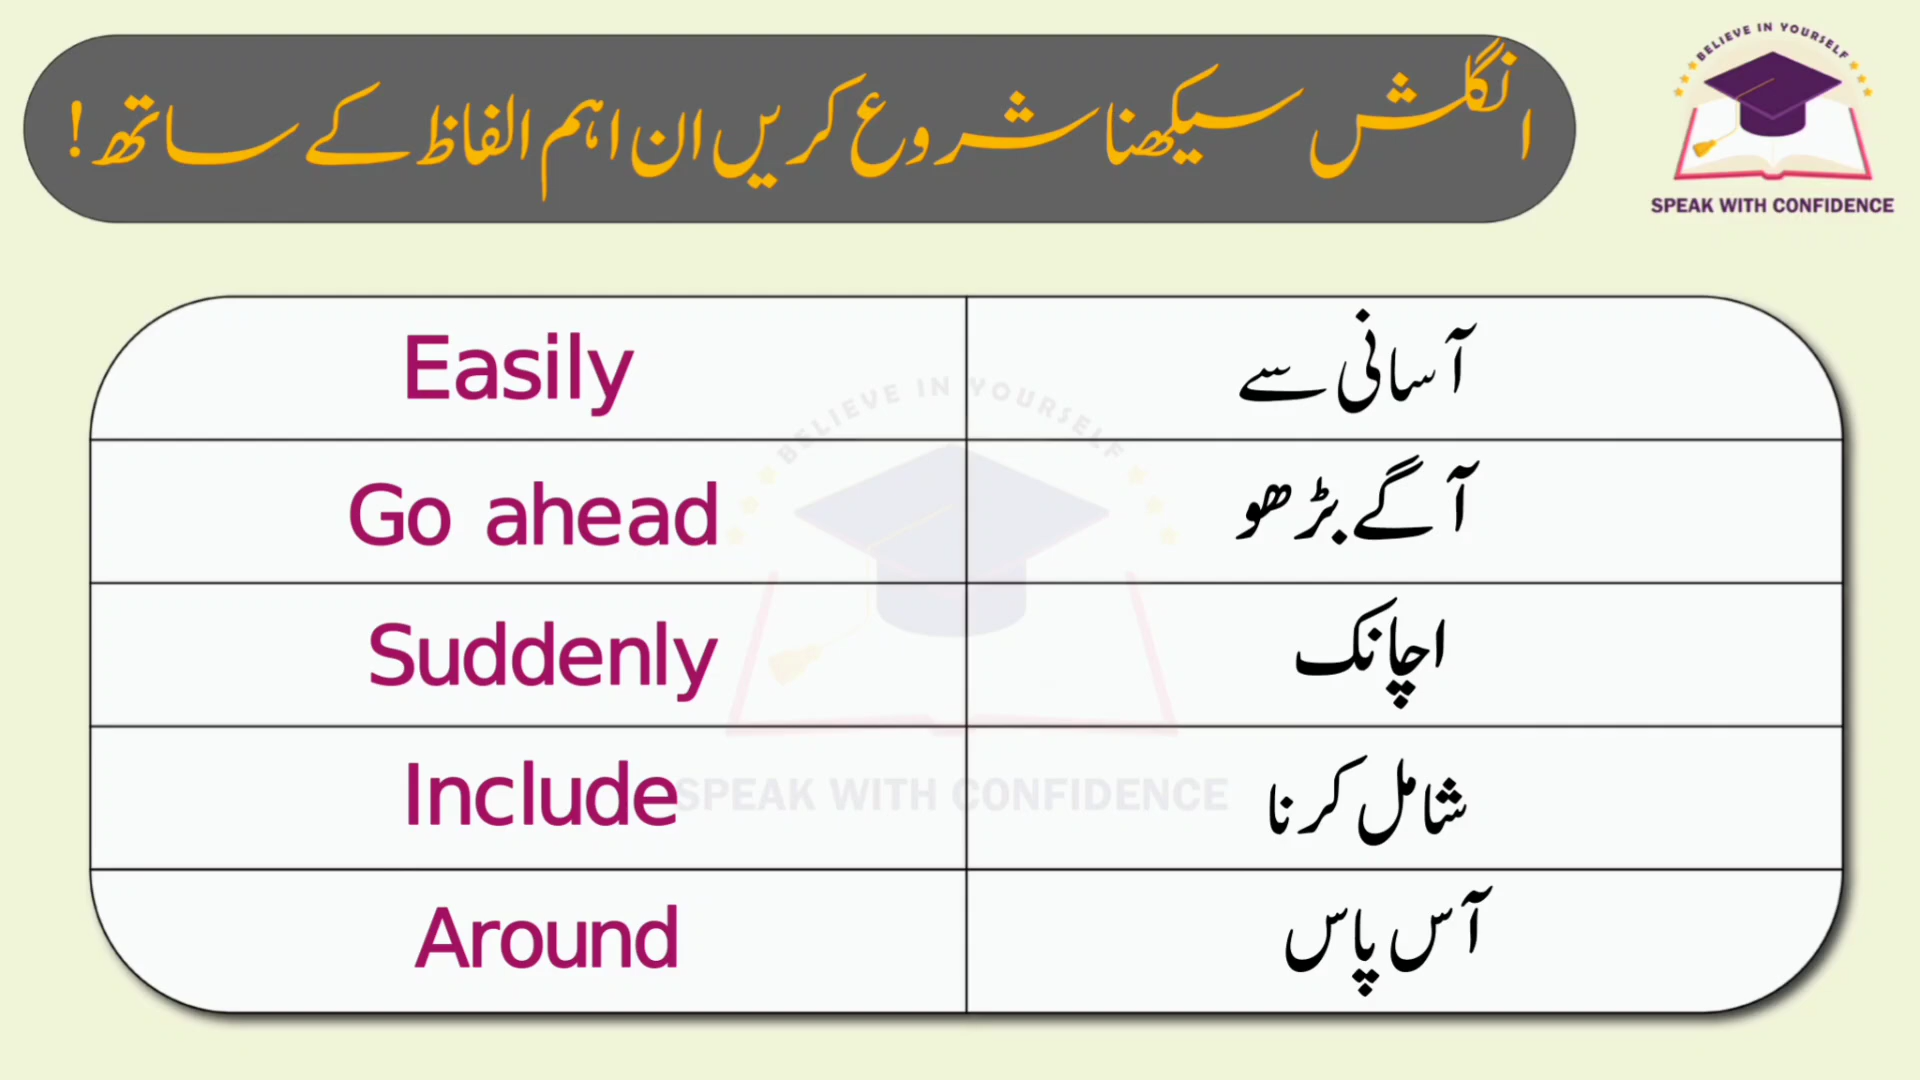 انگلش سیکھنا شروع کریں ان اہم الفاظ کے ساتھ!
BELIEVE IN YOURSELF
SPEAK WITH CONFIDENCE
Easily آسانی سے
Go ahead آگے بڑھو
Suddenly اچانک
Include شامل کرنا
Around آس پاس
BELIEVE IN YOURSELF
SPEAK WITH CONFIDENCE